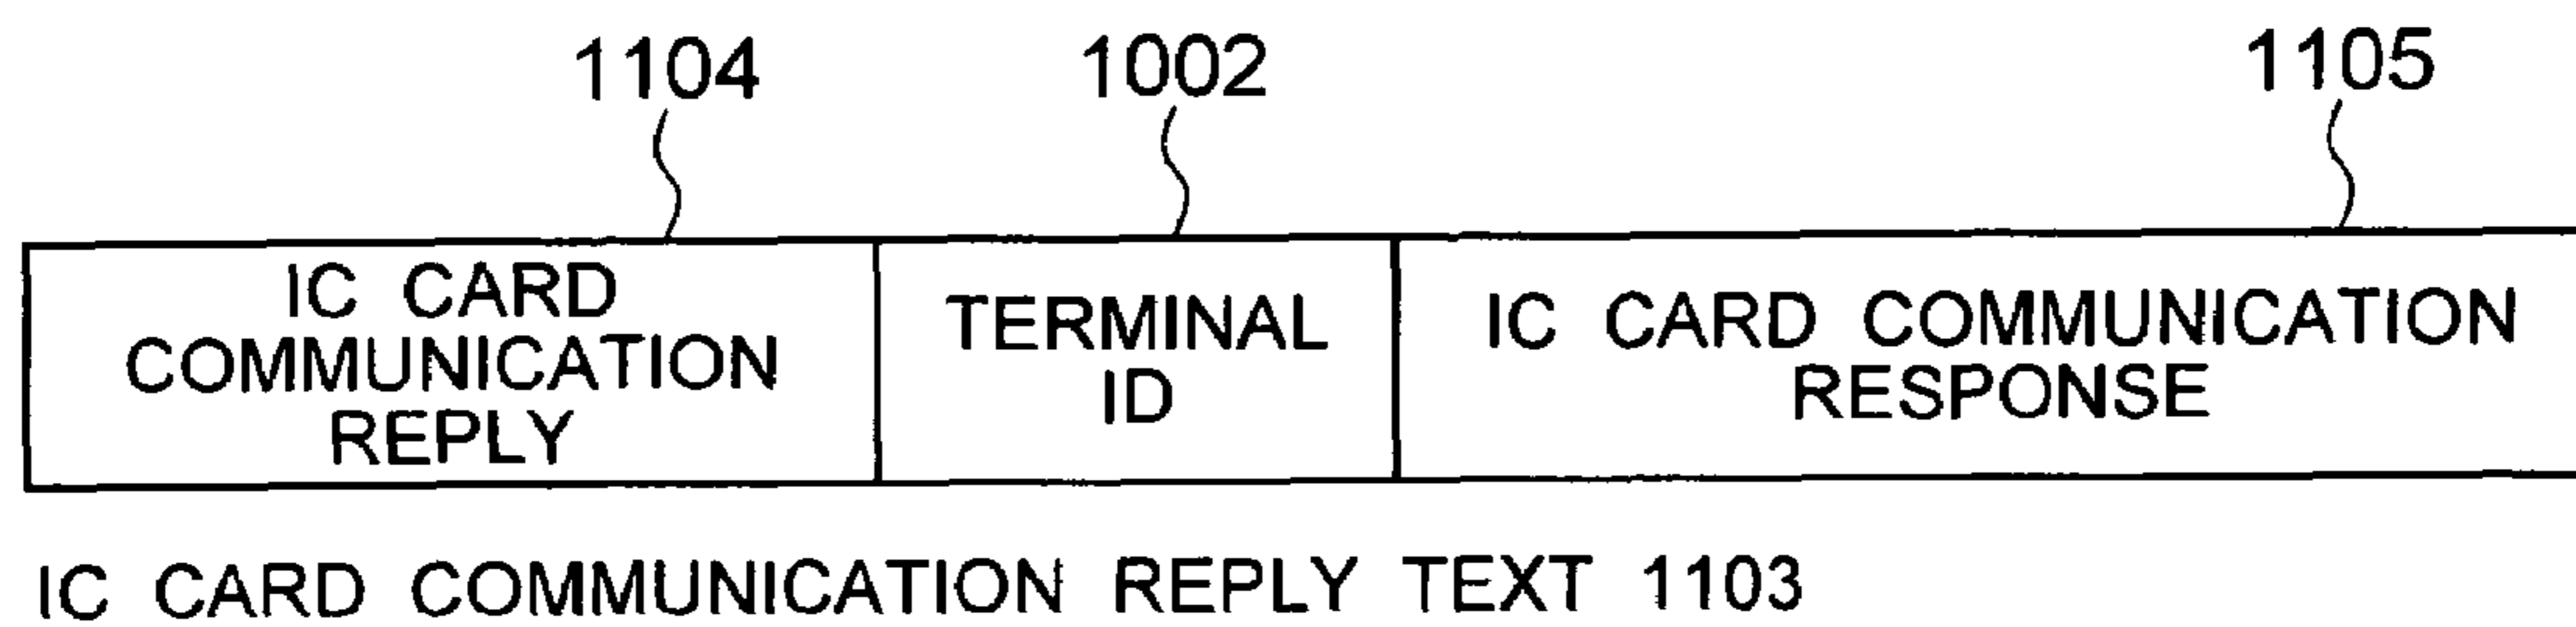 1104 1002 1105
IC CARD
COMMUNICATION
REPLY
TERMINAL
ID
IC CARD COMMUNICATION
RESPONSE
IC CARD COMMUNICATION REPLY TEXT 1103